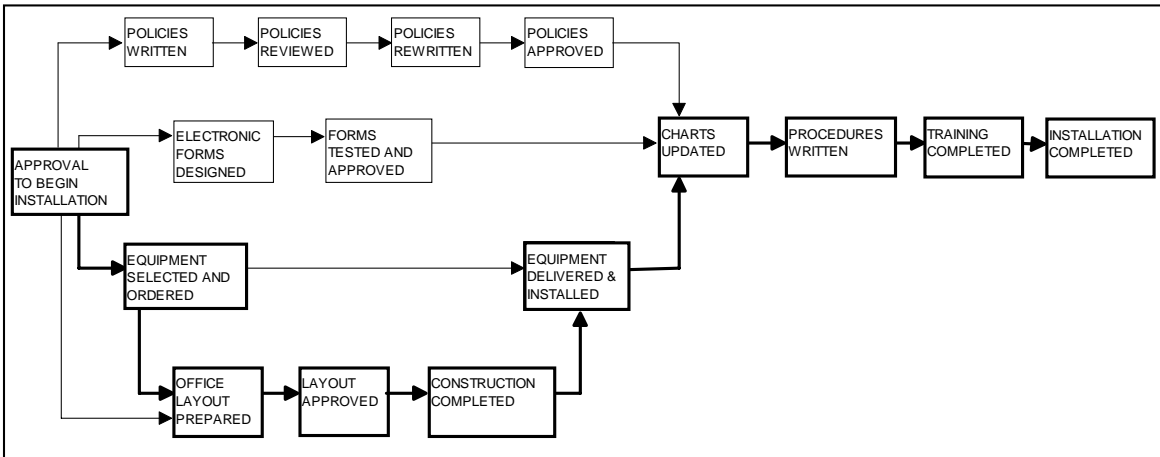 POLICIES
WRITTEN
POLICIES
REVIEWED
POLICIES
REWRITTEN
POLICIES
APPROVED
ELECTRONIC
FORMS
DESIGNED
FORMS
TESTED AND
APPROVED
CHARTS
UPDATED
PROCEDURES
WRITTEN
TRAINING
COMPLETED
INSTALLATION
COMPLETED
APPROVAL
TO BEGIN
INSTALLATION
EQUIPMENT
SELECTED AND
ORDERED
EQUIPMENT
DELIVERED &
INSTALLED
OFFICE
LAYOUT
PREPARED
LAYOUT
APPROVED
CONSTRUCTION
COMPLETED